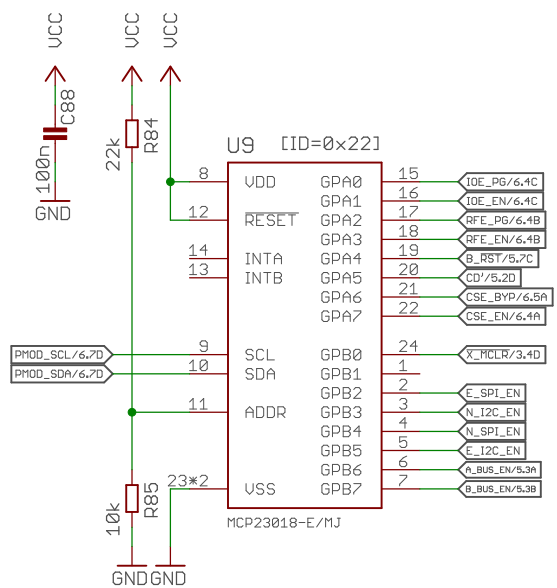 VCC
VCC
VCC
C88
100n
GND
R84
22k
U9
[ID=0x22]
8
VDD
GPA0
15
IOE_PG/6.4C
GPA1
16
IOE_EN/6.4C
12
RESET
GPA2
17
RFE_PG/6.4B
GPA3
18
RFE_EN/6.4B
14
INTA
GPA4
19
B_RST/5.7C
13
INTB
GPA5
20
CD'/5.2D
GPA6
21
CSE_BYP/6.5A
GPA7
22
CSE_EN/6.4A
PMOD_SCL/6.7D
9
SCL
GPB0
24
X_MCLR/3.4D
PMOD_SDA/6.7D
10
SDA
GPB1
1
GPB2
2
E_SPI_EN
11
ADDR
GPB3
3
N_I2C_EN
GPB4
4
N_SPI_EN
GPB5
5
E_I2C_EN
GPB6
6
A_BUS_EN/5.3A
23*2
VSS
GPB7
7
B_BUS_EN/5.3B
R85
10k
MCP23018-E/MJ
GND
GND